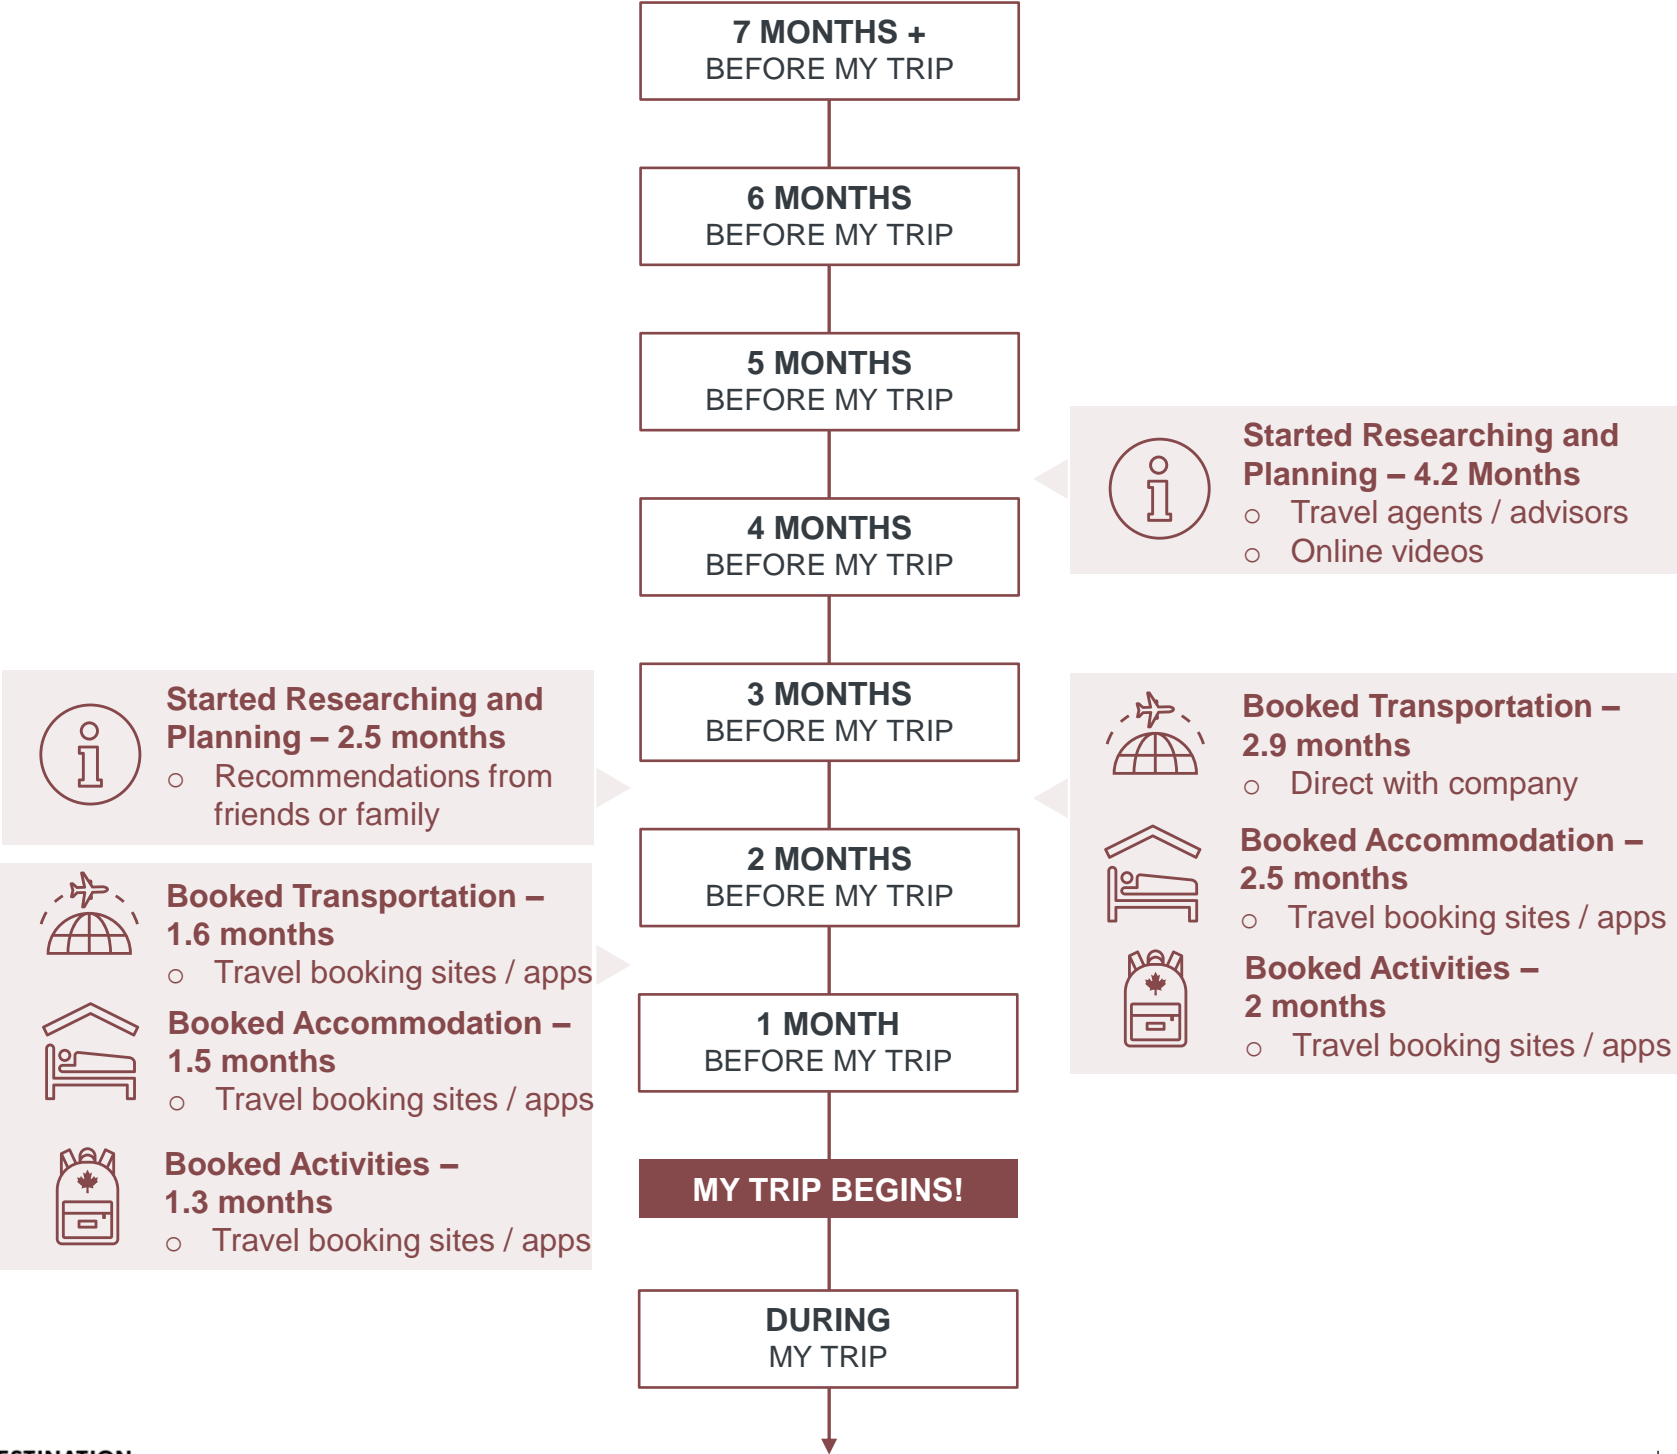 7 MONTHS +
BEFORE MY TRIP
6 MONTHS
BEFORE MY TRIP
5 MONTHS
BEFORE MY TRIP
Started Researching and
Planning – 4.2 Months
○ Travel agents / advisors
○ Online videos
4 MONTHS
BEFORE MY TRIP
3 MONTHS
BEFORE MY TRIP
Started Researching and
Planning – 2.5 months
○ Recommendations from
friends or family
Booked Transportation –
2.9 months
○ Direct with company
Booked Accommodation –
2.5 months
○ Travel booking sites / apps
Booked Activities –
2 months
○ Travel booking sites / apps
2 MONTHS
BEFORE MY TRIP
Booked Transportation –
1.6 months
○ Travel booking sites / apps
Booked Accommodation –
1.5 months
○ Travel booking sites / apps
Booked Activities –
1.3 months
○ Travel booking sites / apps
1 MONTH
BEFORE MY TRIP
MY TRIP BEGINS!
DURING
MY TRIP